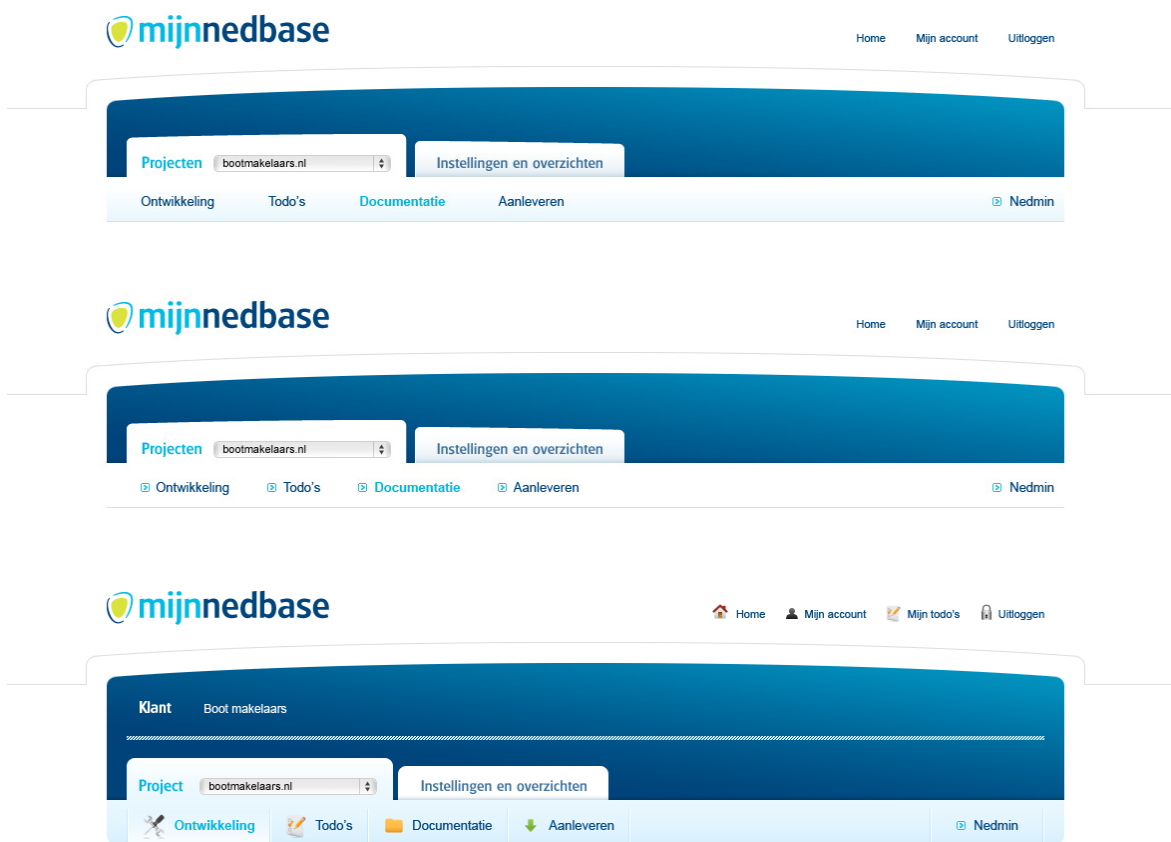 mijnnedbase
Home Mijn account Uitloggen
Projecten bootmakelaars.nl Instellingen en overzichten
Ontwikkeling Todo's Documentatie Aanleveren Nedmin
mijnnedbase
Home Mijn account Uitloggen
Projecten bootmakelaars.nl Instellingen en overzichten
Ontwikkeling Todo's Documentatie Aanleveren Nedmin
mijnnedbase
Home Mijn account Mijn todo's Uitloggen
Klant Boot makelaars
Project bootmakelaars.nl Instellingen en overzichten
Ontwikkeling Todo's Documentatie Aanleveren Nedmin